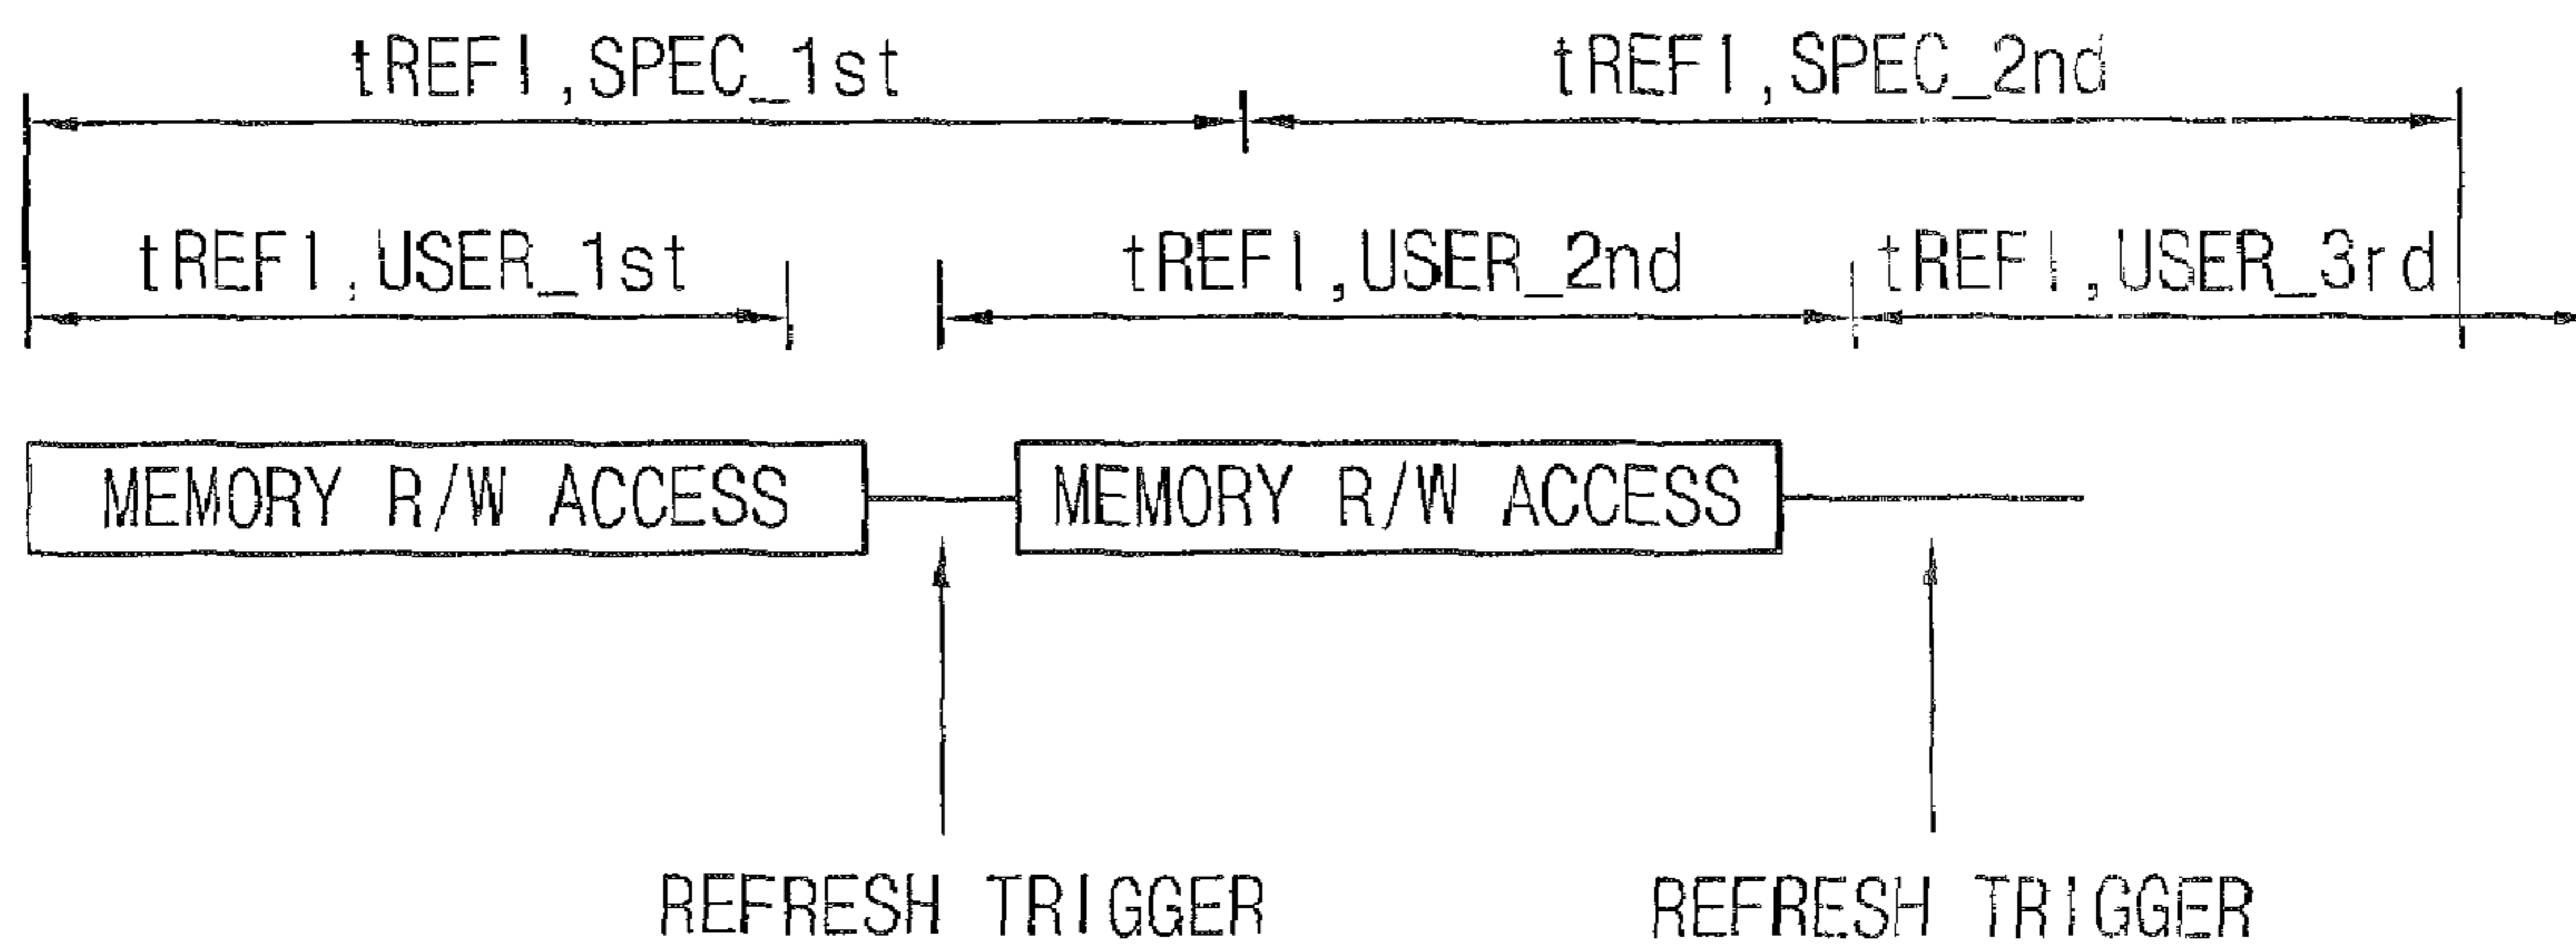 tREFI,SPEC_1st tREFI,SPEC_2nd
tREFI,USER_1st tREFI,USER_2nd tREFI,USER_3rd
MEMORY R/W ACCESS MEMORY R/W ACCESS
REFRESH TRIGGER REFRESH TRIGGER